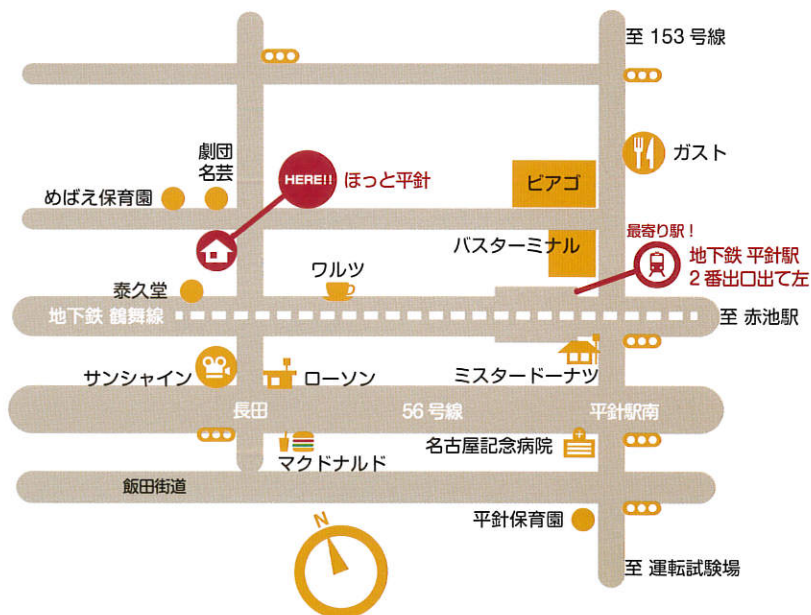 至 153 号線
ガスト
劇団
名芸
HERE!!
ほっと平針
めばえ保育園
ピアゴ
バスターミナル
最寄り駅！
地下鉄 平針駅
2 番出口出て左
ワルツ
泰久堂
地下鉄 鶴舞線
至 赤池駅
サンシャイン
ローソン
ミスタードーナツ
長田
56 号線
平針駅南
名古屋記念病院
マクドナルド
飯田街道
平針保育園
N
至 運転試験場